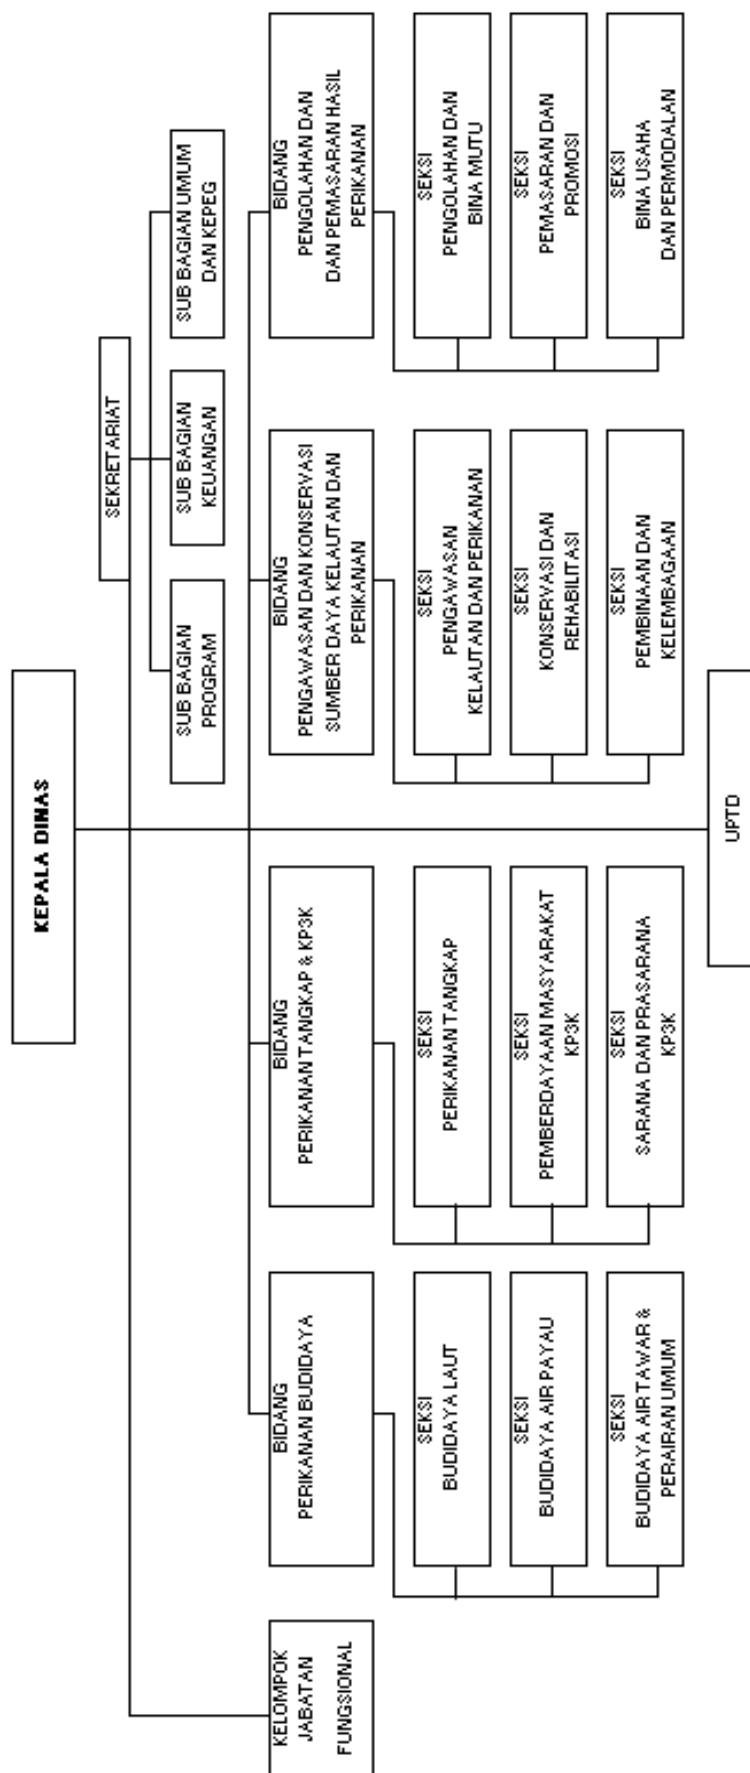 KEPALA DINAS
SEKRETARIAT
SUB BAGIAN
PROGRAM
SUB BAGIAN
KEUANGAN
SUB BAGIAN UMUM
DAN KEPEG
KELOMPOK
JABATAN
FUNGSIONAL
BIDANG
PERIKANAN BUDIDAYA
SEKSI
BUDIDAYA LAUT
SEKSI
BUDIDAYA AIR PAYAU
SEKSI
BUDIDAYA AIR TAWAR &
PERAIRAN UMUM
BIDANG
PERIKANAN TANGKAP & KP3K
SEKSI
PERIKANAN TANGKAP
SEKSI
PEMBERDAYAAN MASYARAKAT
KP3K
SEKSI
SARANA DAN PRASARANA
KP3K
BIDANG
PENGAWASAN DAN KONSERVASI
SUMBER DAYA KELAUTAN DAN
PERIKANAN
SEKSI
PENGAWASAN
KELAUTAN DAN PERIKANAN
SEKSI
KONSERVASI DAN
REHABILITASI
SEKSI
PEMBINAAN DAN
KELEMBAGAAN
BIDANG
PENGOLAHAN DAN
DAN PEMASARAN HASIL
PERIKANAN
SEKSI
PENGOLAHAN DAN
BINA MUTU
SEKSI
PEMASARAN DAN
PROMOSI
SEKSI
BINA USAHA
DAN PERMODALAN
UPTD